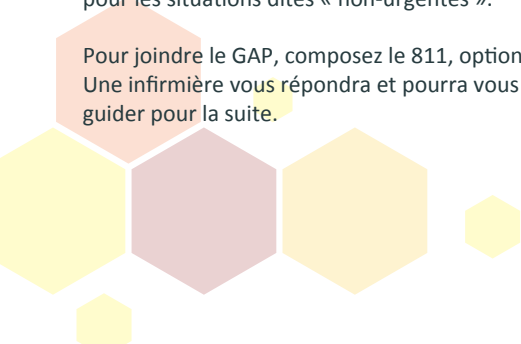 pour les situations dites « non-urgentes ».
Pour joindre le GAP, composez le 811, option
Une infirmière vous répondra et pourra vous
guider pour la suite.